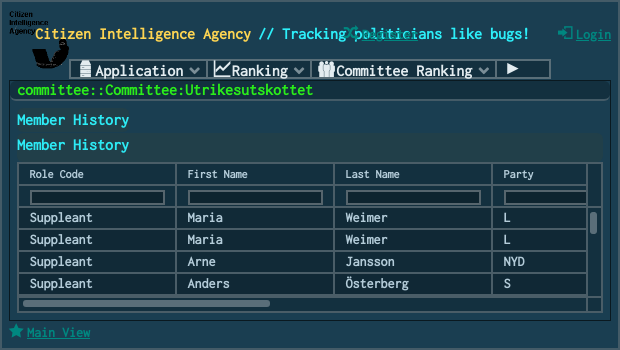 Citizen
Intelligence
Agency
Citizen Intelligence Agency // Tracking politicians like bugs!
Register
Login
Application Ranking Committee Ranking
committee::Committee:Utrikesutskottet
Member History
Member History
Role Code First Name Last Name Party
Suppleant Maria Weimer L
Suppleant Maria Weimer L
Suppleant Arne Jansson NYD
Suppleant Anders Österberg S
Main View